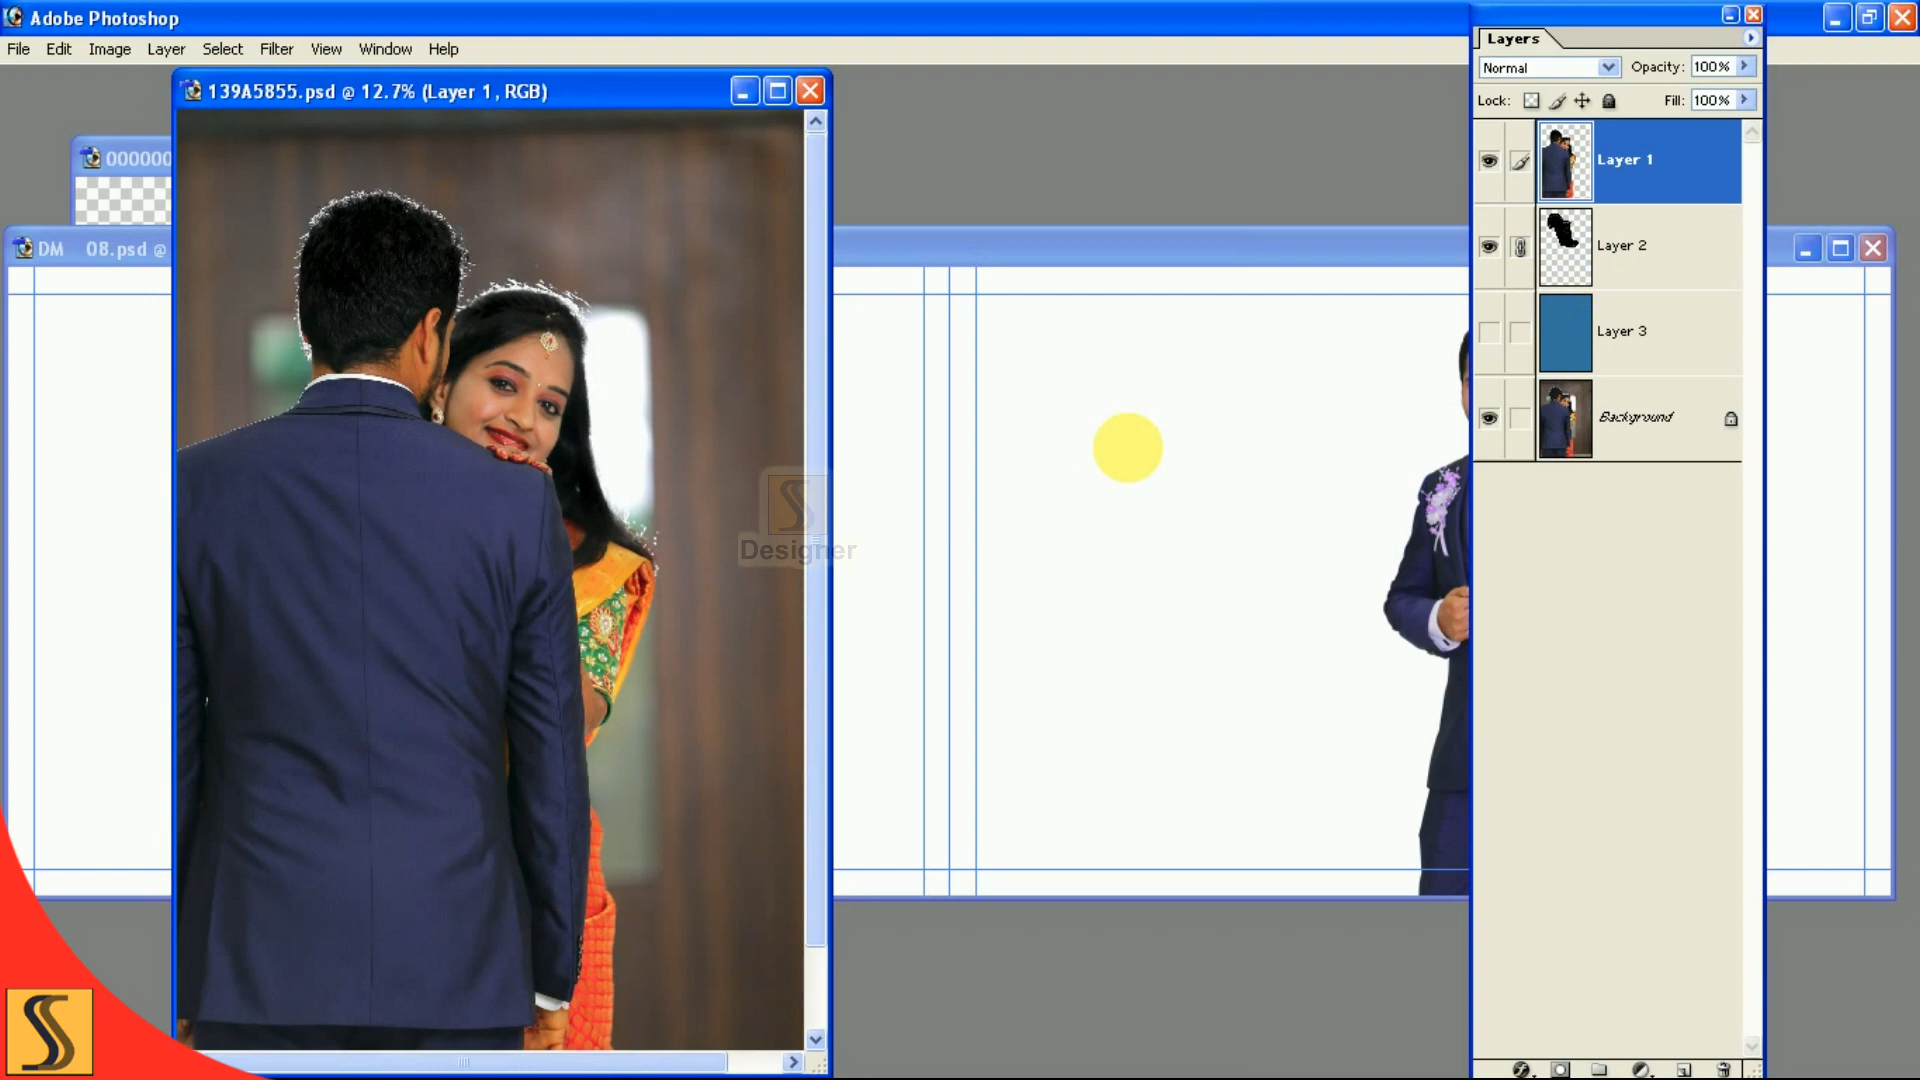 Adobe Photoshop
File Edit Image Layer Select Filter View Window Help
139A5855.psd @ 12.7% (Layer 1, RGB)
000000
DM 08.psd @
Designer
Layers
Normal Opacity: 100%
Lock: Fill: 100%
Layer 1
Layer 2
Layer 3
Background